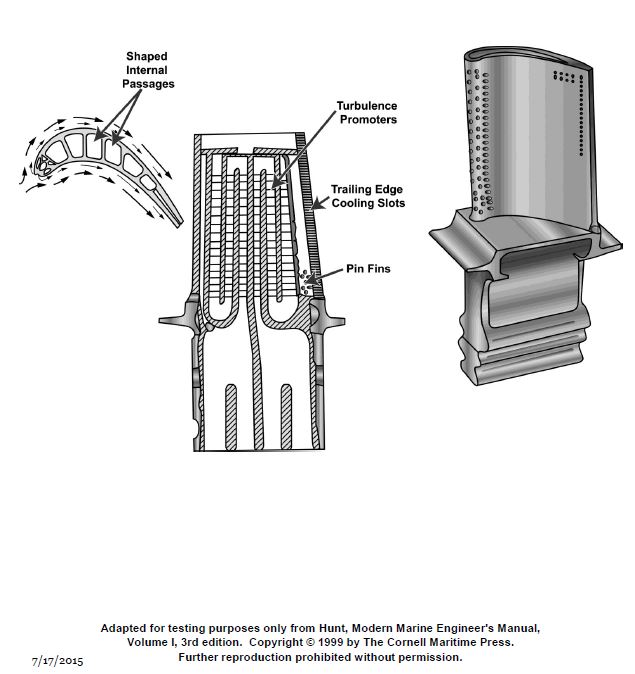 Shaped
Internal
Passages
Turbulence
Promoters
Trailing Edge
Cooling Slots
Pin Fins
Adapted for testing purposes only from Hunt, Modern Marine Engineer's Manual,
Volume I, 3rd edition.  Copyright © 1999 by The Cornell Maritime Press.
Further reproduction prohibited without permission.
7/17/2015